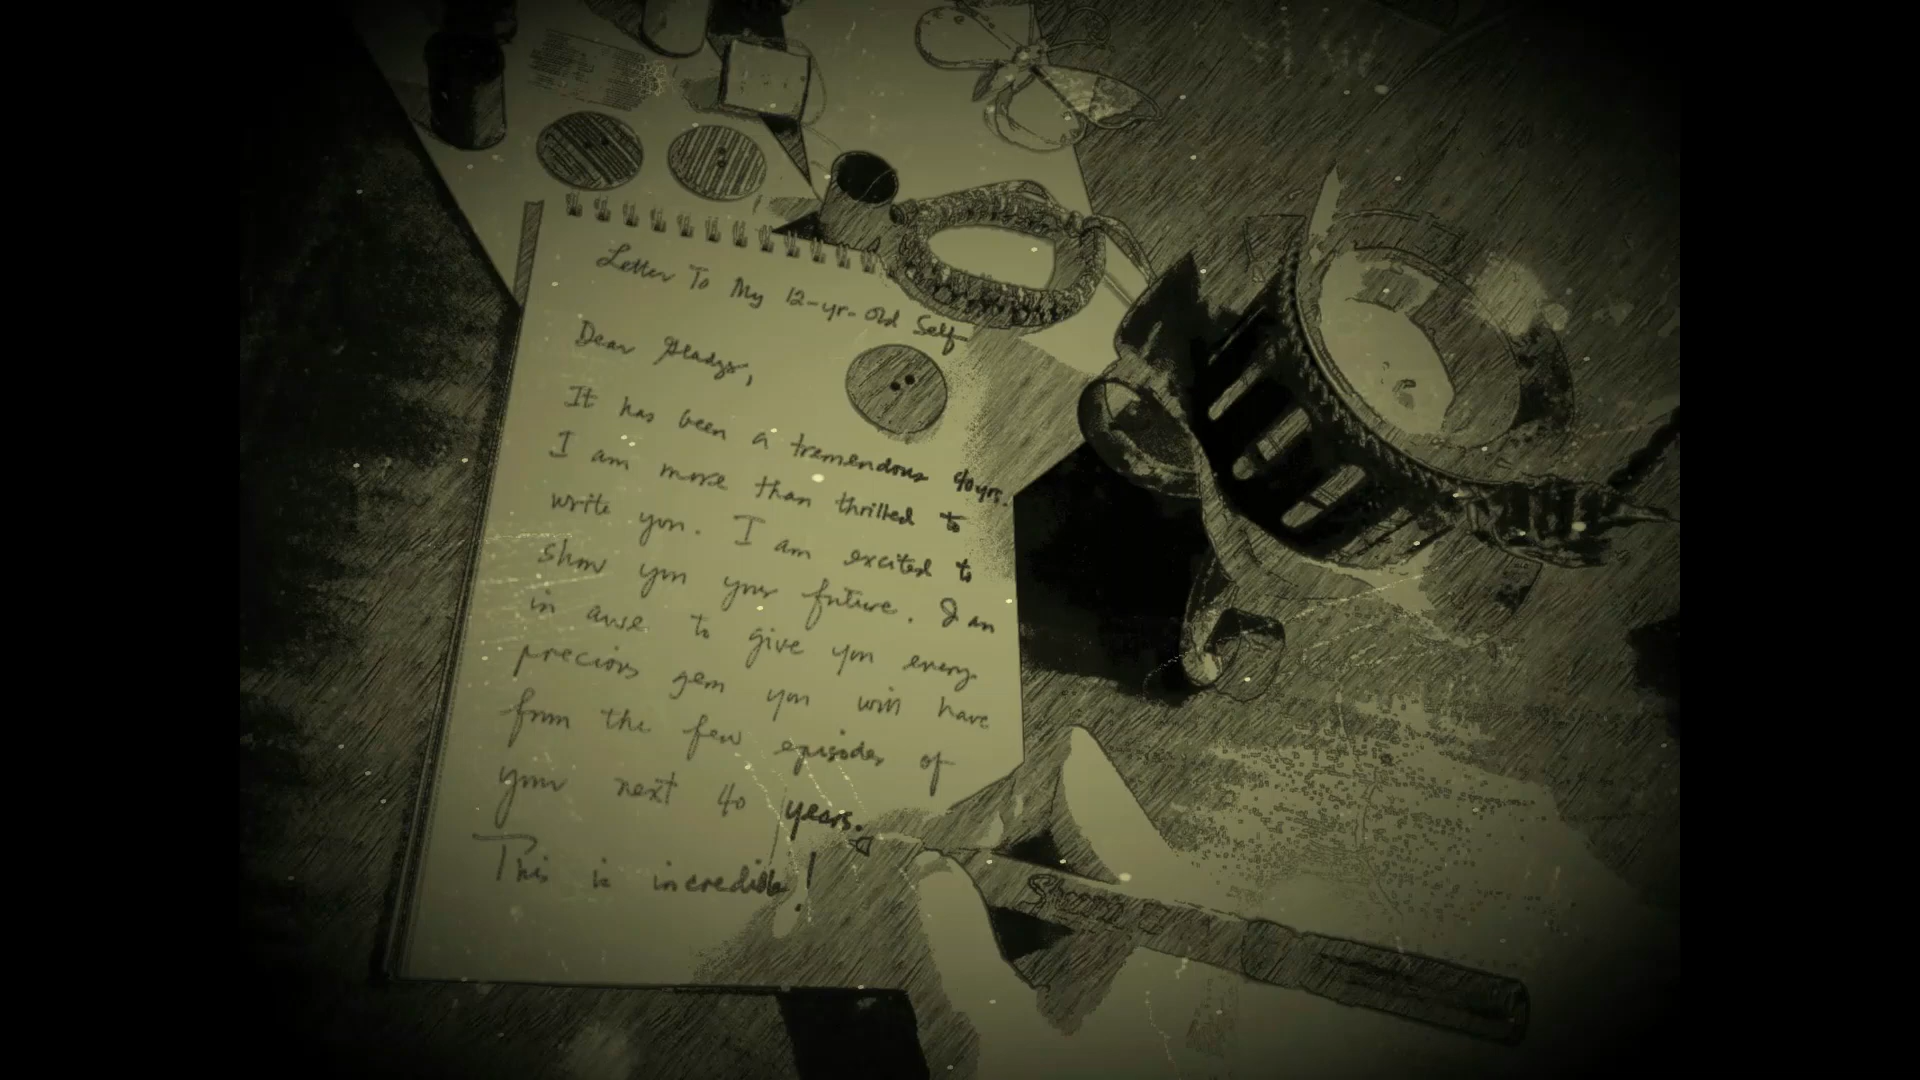 Letter To My 12-yr-old Self
Dear Gladys,
It has been a tremendous 40yrs.
I am more than thrilled to
write you. I am excited to
show you your future. I am
in awe to give you every
precious gem you will have
from the few episodes of
your next 40 years.
This is incredible!
Sharpie